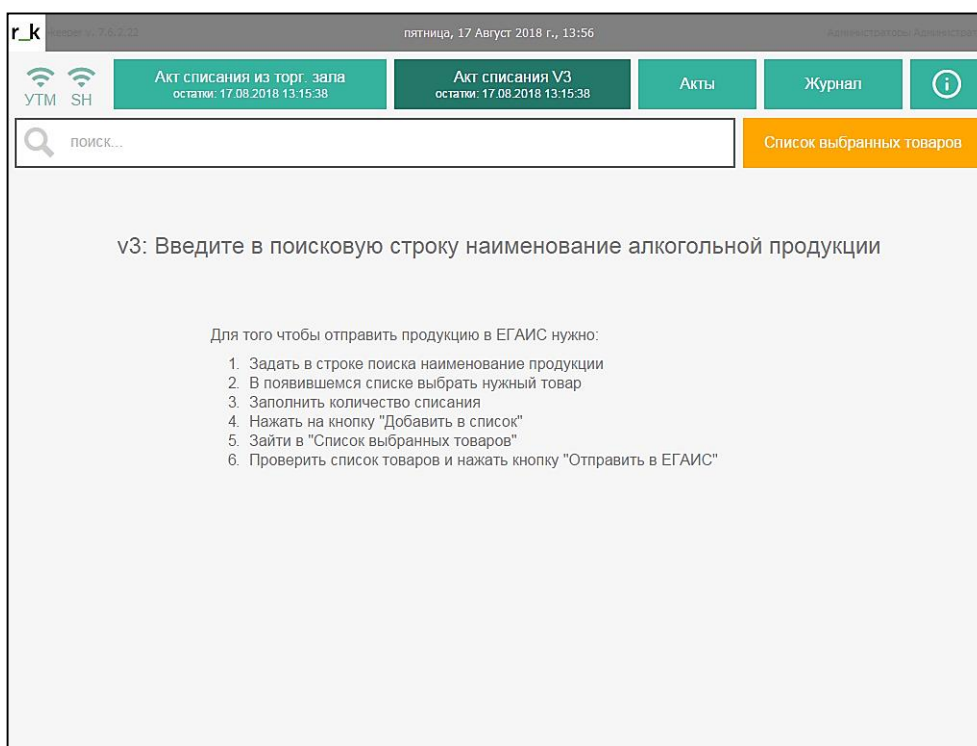 r_k
пятница, 17 Август 2018 г., 13:56
УТМ SH
Акт списания из торг. зала
остатки: 17.08.2018 13:15:38
Акт списания V3
остатки: 17.08.2018 13:15:38
Акты
Журнал
поиск...
Список выбранных товаров
v3: Введите в поисковую строку наименование алкогольной продукции
Для того чтобы отправить продукцию в ЕГАИС нужно:
1. Задать в строке поиска наименование продукции
2. В появившемся списке выбрать нужный товар
3. Заполнить количество списания
4. Нажать на кнопку "Добавить в список"
5. Зайти в "Список выбранных товаров"
6. Проверить список товаров и нажать кнопку "Отправить в ЕГАИС"